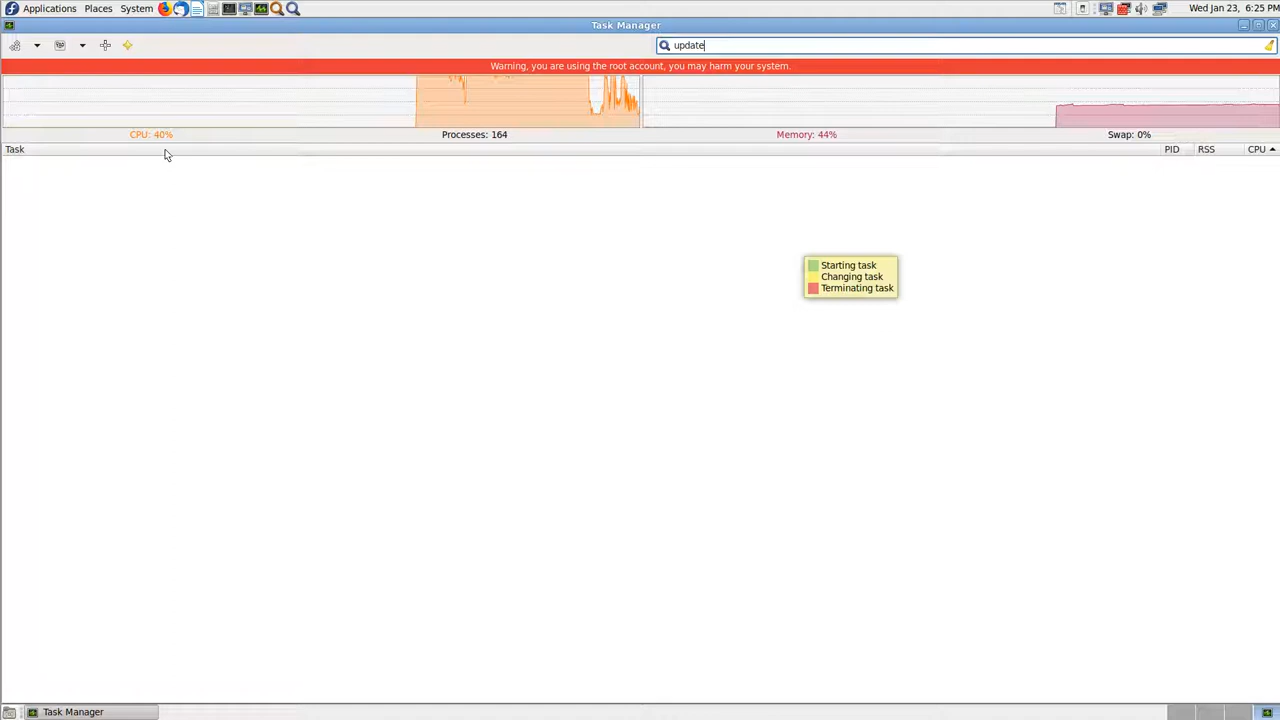 Applications Places System
Wed Jan 23, 6:25 PM
Task Manager
update
Warning, you are using the root account, you may harm your system.
CPU: 40%
Processes: 164
Memory: 44%
Swap: 0%
Task
PID
RSS
CPU
Starting task
Changing task
Terminating task
Task Manager